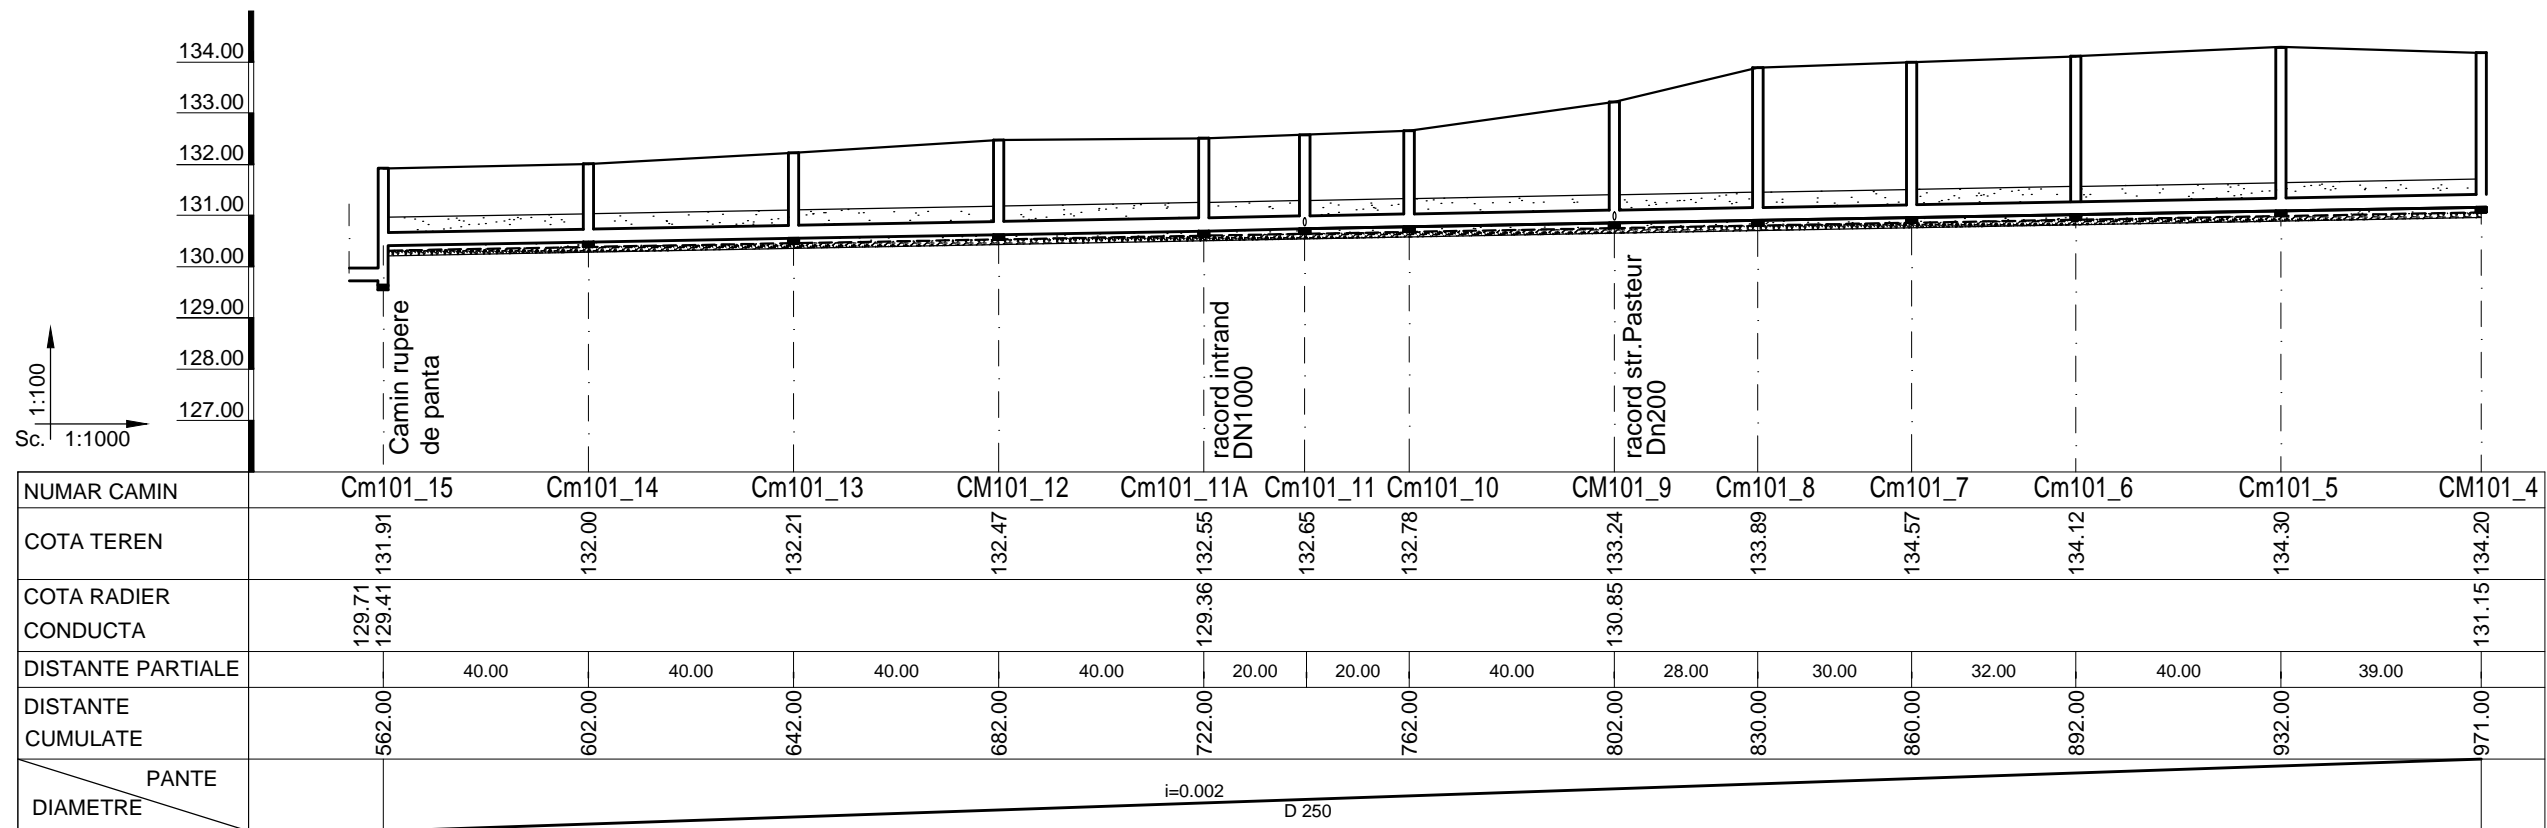 134.00
133.00
132.00
131.00
130.00
129.00
128.00
127.00
1:100
Sc. 1:1000
Camin rupere
de panta
racord intrand
DN1000
racord str.Pasteur
Dn200
NUMAR CAMIN Cm101_15 Cm101_14 Cm101_13 CM101_12 Cm101_11A Cm101_11 Cm101_10 CM101_9 Cm101_8 Cm101_7 Cm101_6 Cm101_5 CM101_4
COTA TEREN 131.91 132.00 132.21 132.47 132.55 132.65 132.78 133.24 133.89 134.57 134.12 134.30 134.20
COTA RADIER
CONDUCTA
129.71
129.41 129.36 130.85 131.15
DISTANTE PARTIALE 40.00 40.00 40.00 40.00 20.00 20.00 40.00 28.00 30.00 32.00 40.00 39.00
DISTANTE
CUMULATE
562.00 602.00 642.00 682.00 722.00 762.00 802.00 830.00 860.00 892.00 932.00 971.00
PANTE
i=0.002
DIAMETRE
D 250